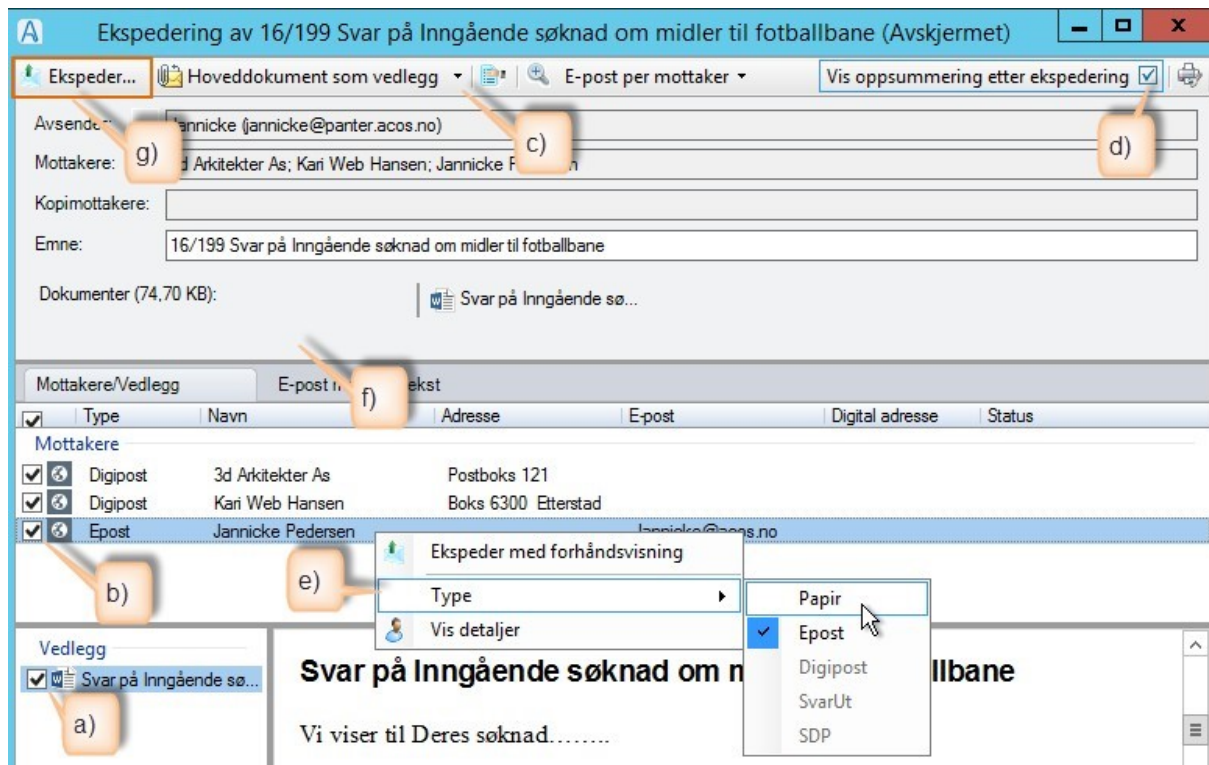 A Ekspedering av 16/199 Svar på Inngående søknad om midler til fotballbane (Avskjermet)
Ekspeder... Hoveddokument som vedlegg E-post per mottaker Vis oppsummering etter ekspedering
Avsender: Jannicke (jannicke@panter.acos.no)
g)
c)
d)
Mottakere: 3d Arkitekter As; Kari Web Hansen; Jannicke
Kopimottakere:
Emne: 16/199 Svar på Inngående søknad om midler til fotballbane
Dokumenter (74,70 KB): Svar på Inngående sø...
Mottakere/Vedlegg E-post
f)
Type Navn Adresse E-post Digital adresse Status
Mottakere
Digipost 3d Arkitekter As Postboks 121
Digipost Kari Web Hansen Boks 6300 Etterstad
Epost Jannicke Pedersen Jannicke@acos.no
b)
e)
Ekspeder med forhåndsvisning
Type
Vis detaljer
Papir
Epost
Digipost
SvarUt
SDP
Vedlegg
Svar på Inngående sø...
a)
Svar på Inngående søknad om
Vi viser til Deres søknad........